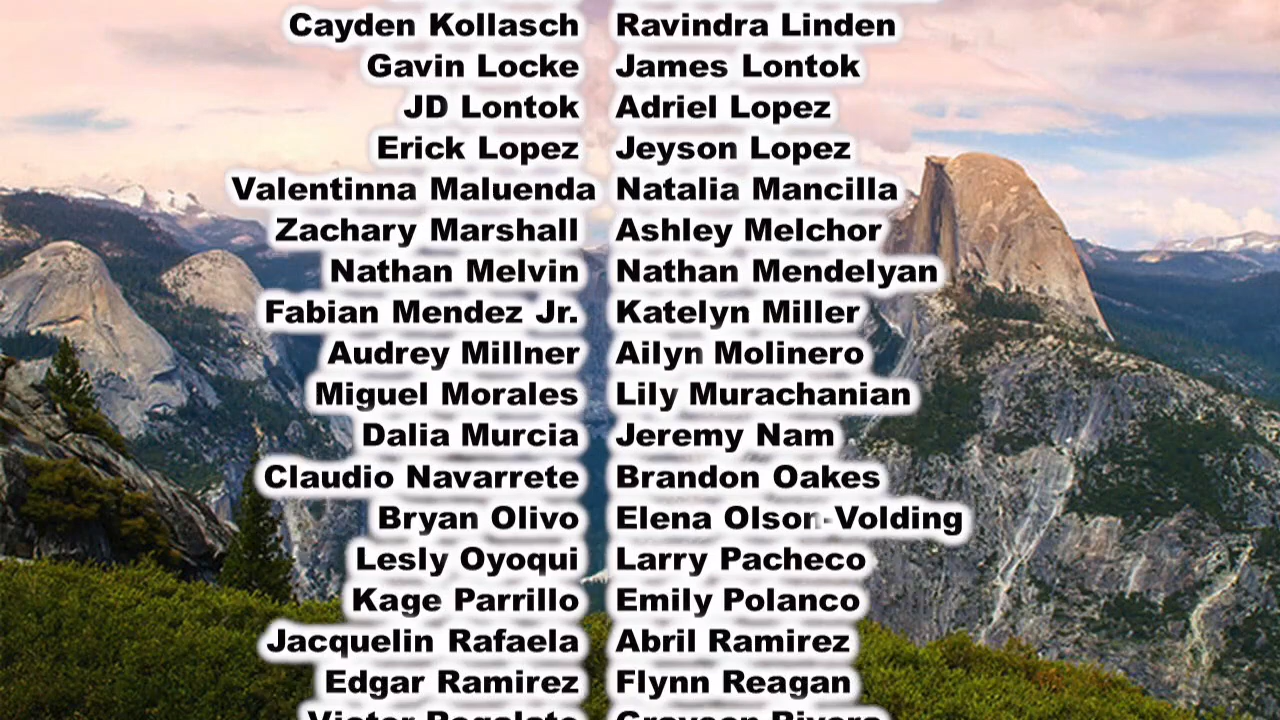 Cayden Kollasch Ravindra Linden
Gavin Locke James Lontok
JD Lontok Adriel Lopez
Erick Lopez Jeyson Lopez
Valentinna Maluenda Natalia Mancilla
Zachary Marshall Ashley Melchor
Nathan Melvin Nathan Mendelyan
Fabian Mendez Jr. Katelyn Miller
Audrey Millner Ailyn Molinero
Miguel Morales Lily Murachanian
Dalia Murcia Jeremy Nam
Claudio Navarrete Brandon Oakes
Bryan Olivo Elena Olson-Volding
Lesly Oyoqui Larry Pacheco
Kage Parrillo Emily Polanco
Jacquelin Rafaela Abril Ramirez
Edgar Ramirez Flynn Reagan